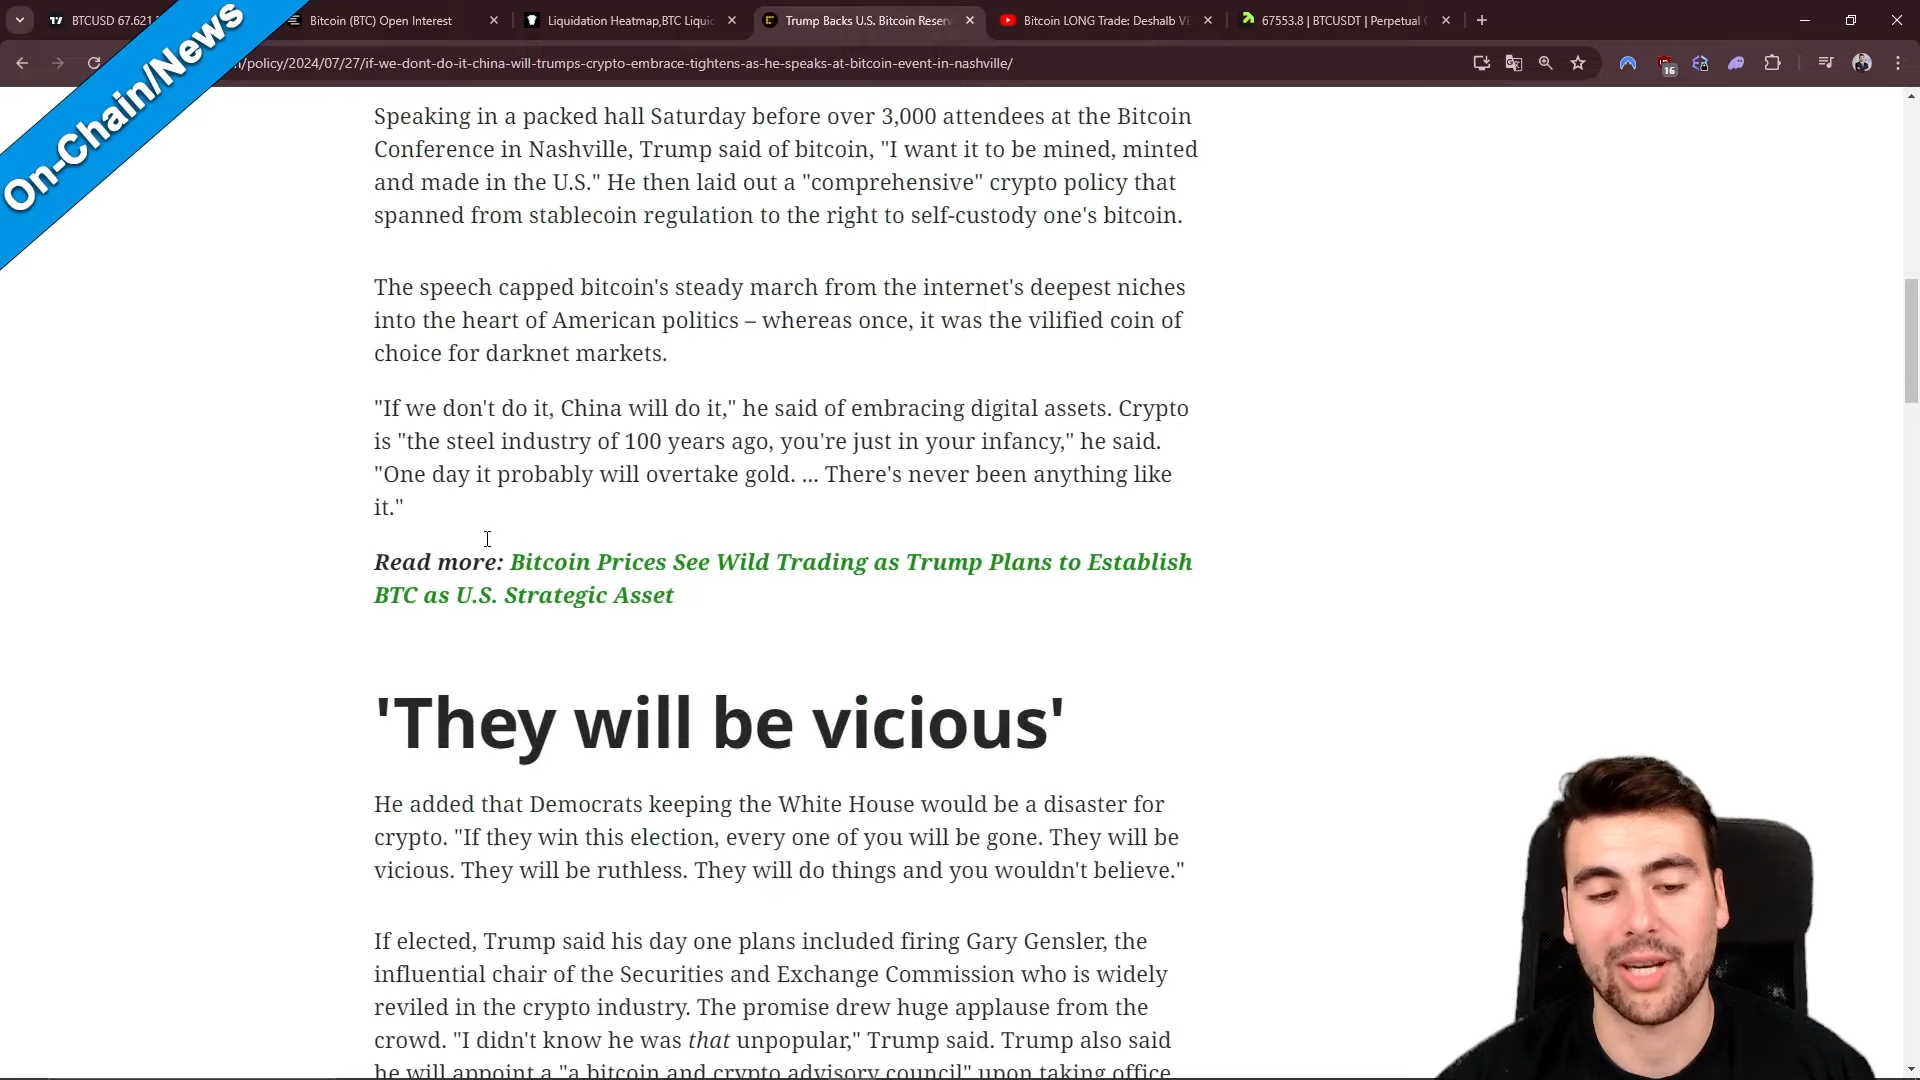 On-Chain/News
BTCUSD 67.621
Bitcoin (BTC) Open Interest
Liquidation Heatmap,BTC Liquid
Trump Backs U.S. Bitcoin Reser
Bitcoin LONG Trade: Deshalb
67553.8 | BTCUSDT | Perpetual
/policy/2024/07/27/if-we-dont-do-it-china-will-trumps-crypto-embrace-tightens-as-he-speaks-at-bitcoin-event-in-nashville/
16
Speaking in a packed hall Saturday before over 3,000 attendees at the Bitcoin
Conference in Nashville, Trump said of bitcoin, "I want it to be mined, minted
and made in the U.S." He then laid out a "comprehensive" crypto policy that
spanned from stablecoin regulation to the right to self-custody one's bitcoin.
The speech capped bitcoin's steady march from the internet's deepest niches
into the heart of American politics – whereas once, it was the vilified coin of
choice for darknet markets.
"If we don't do it, China will do it," he said of embracing digital assets. Crypto
is "the steel industry of 100 years ago, you're just in your infancy," he said.
"One day it probably will overtake gold. ... There's never been anything like
it."
Read more: Bitcoin Prices See Wild Trading as Trump Plans to Establish
BTC as U.S. Strategic Asset
'They will be vicious'
He added that Democrats keeping the White House would be a disaster for
crypto. "If they win this election, every one of you will be gone. They will be
vicious. They will be ruthless. They will do things and you wouldn't believe."
If elected, Trump said his day one plans included firing Gary Gensler, the
influential chair of the Securities and Exchange Commission who is widely
reviled in the crypto industry. The promise drew huge applause from the
crowd. "I didn't know he was that unpopular," Trump said. Trump also said
he will appoint a "a bitcoin and crypto advisory council" upon taking office